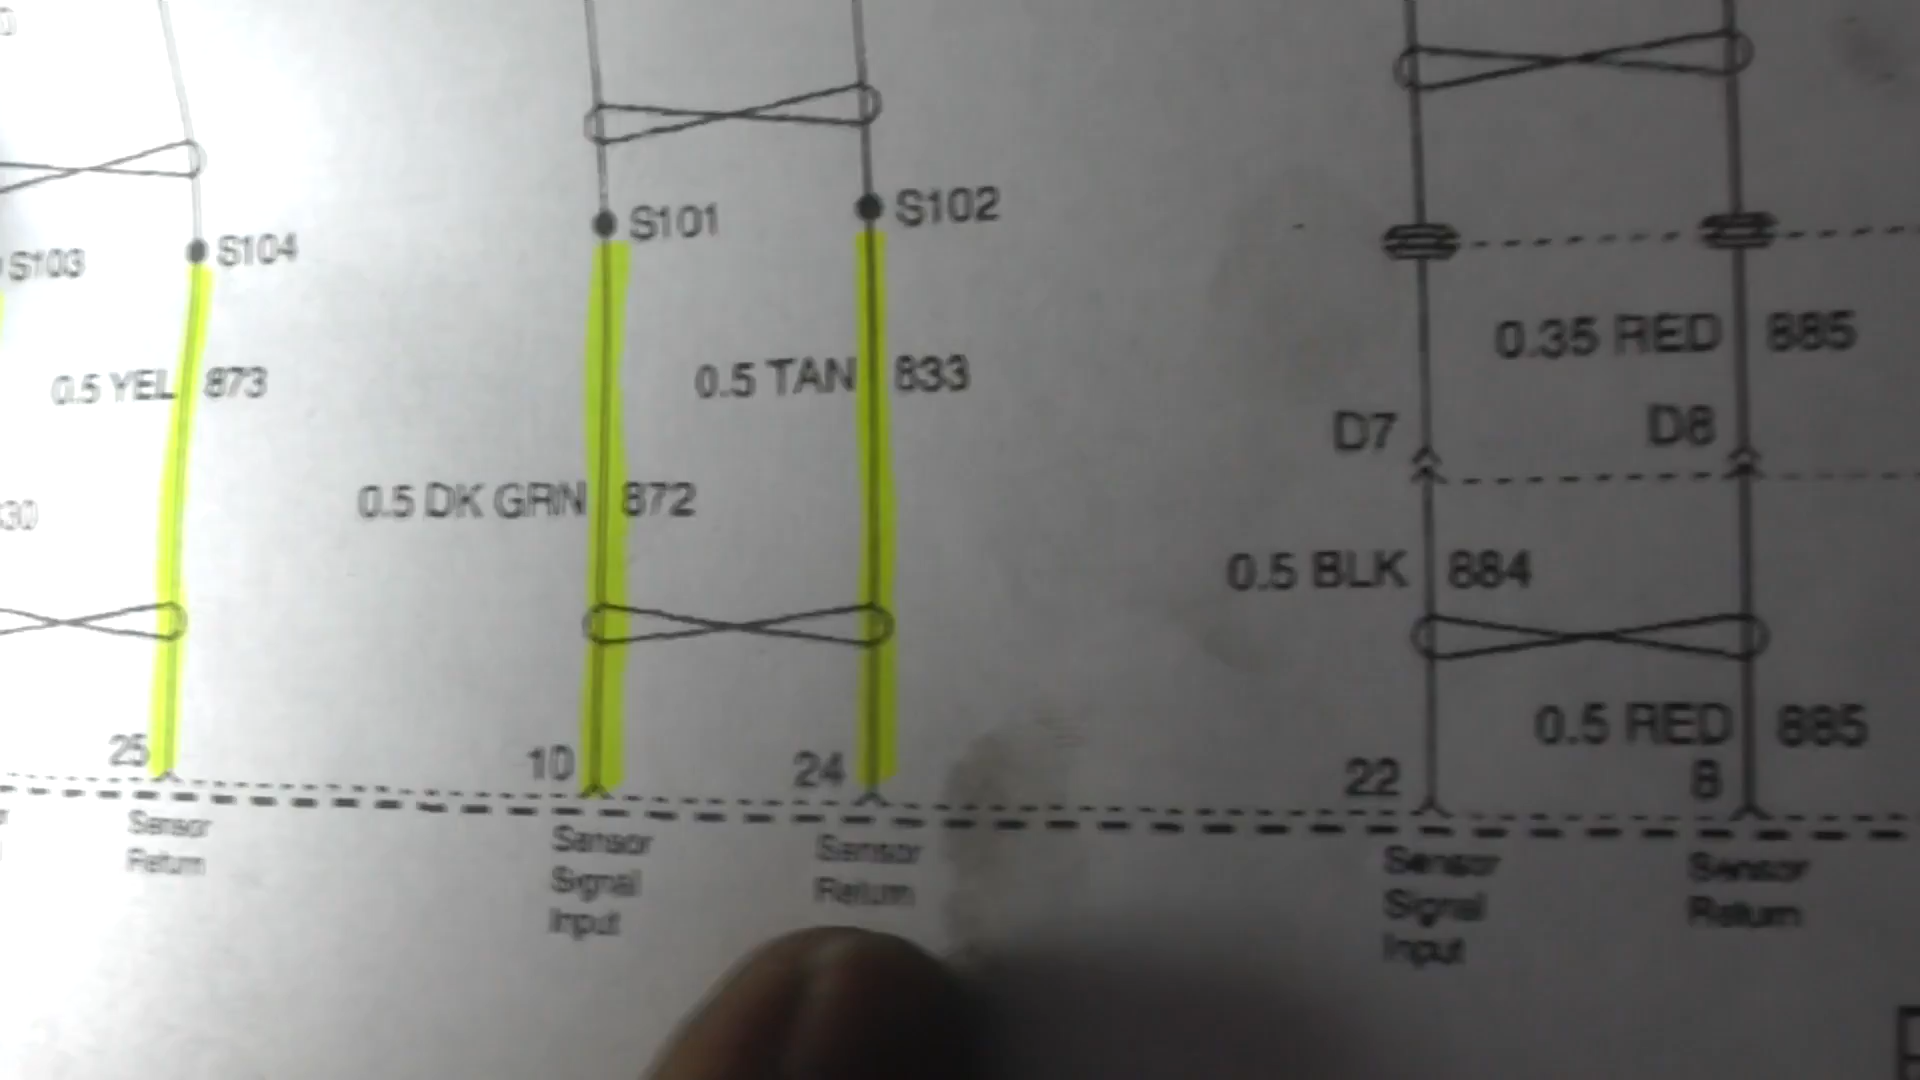 S103
S104
S101
S102
0.5 YEL 873
0.5 DK GRN 872
0.5 TAN 833
0.35 RED 885
D7
D8
30
0.5 BLK 884
0.5 RED 885
25
10
24
22
8
Sensor
Return
Sensor
Signal
Input
Sensor
Return
Sensor
Signal
Input
Sensor
Return